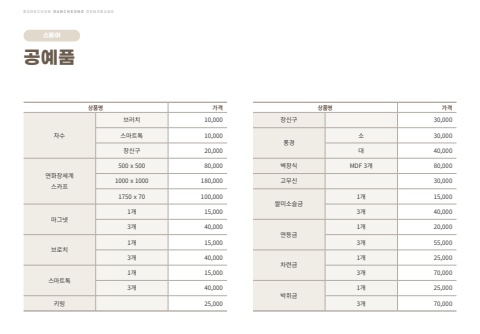 BONGCHON DANCHEONG GONGBANG
스토어
공예품
상품명 가격
자수 브러치 10,000
스마트톡 10,000
장신구 20,000
연화장세계 스카프 500 x 500 80,000
1000 x 1000 180,000
1750 x 70 100,000
마그넷 1개 15,000
3개 40,000
브로치 1개 15,000
3개 40,000
스마트톡 1개 15,000
3개 40,000
키링 25,000
상품명 가격
장신구 30,000
풍경 소 30,000
대 40,000
벽장식 MDF 3개 80,000
고무신 30,000
1개 15,000
3개 40,000
연등금 1개 20,000
3개 55,000
차련금 1개 25,000
3개 70,000
박쥐금 1개 25,000
3개 70,000